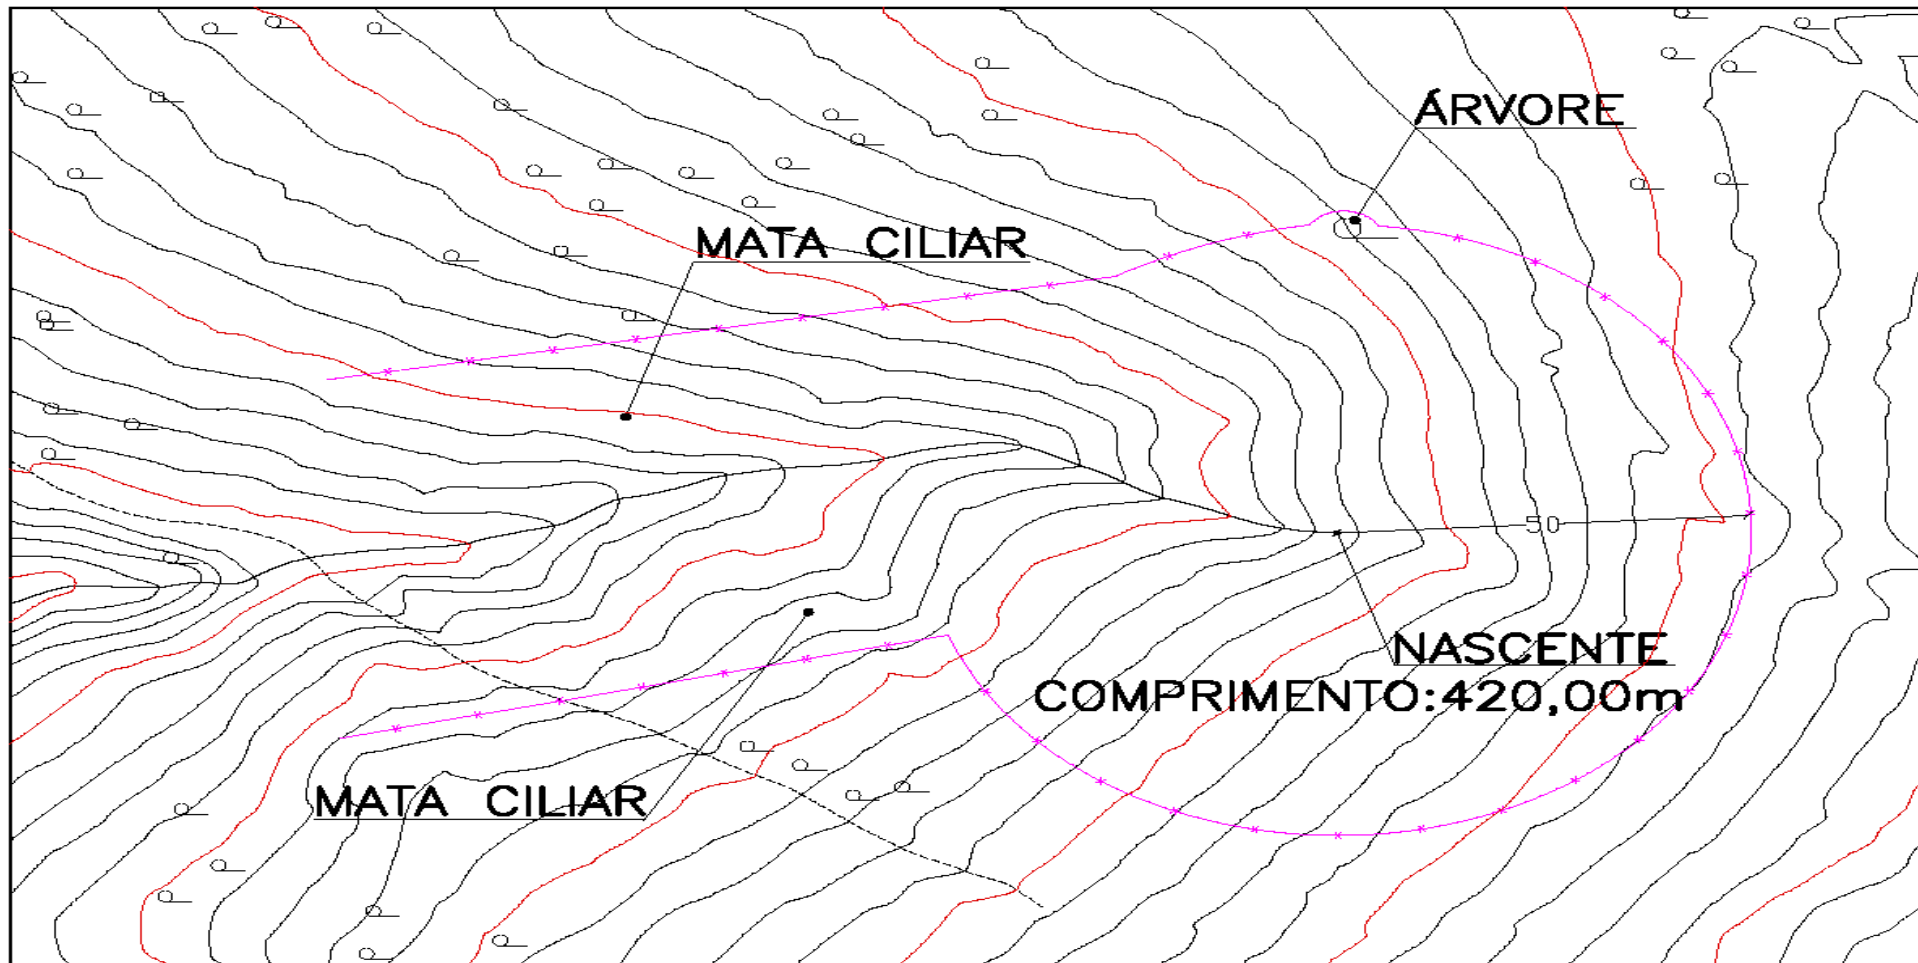 ÁRVORE
MATA CILIAR
50
NASCENTE
COMPRIMENTO:420,00m
MATA CILIAR